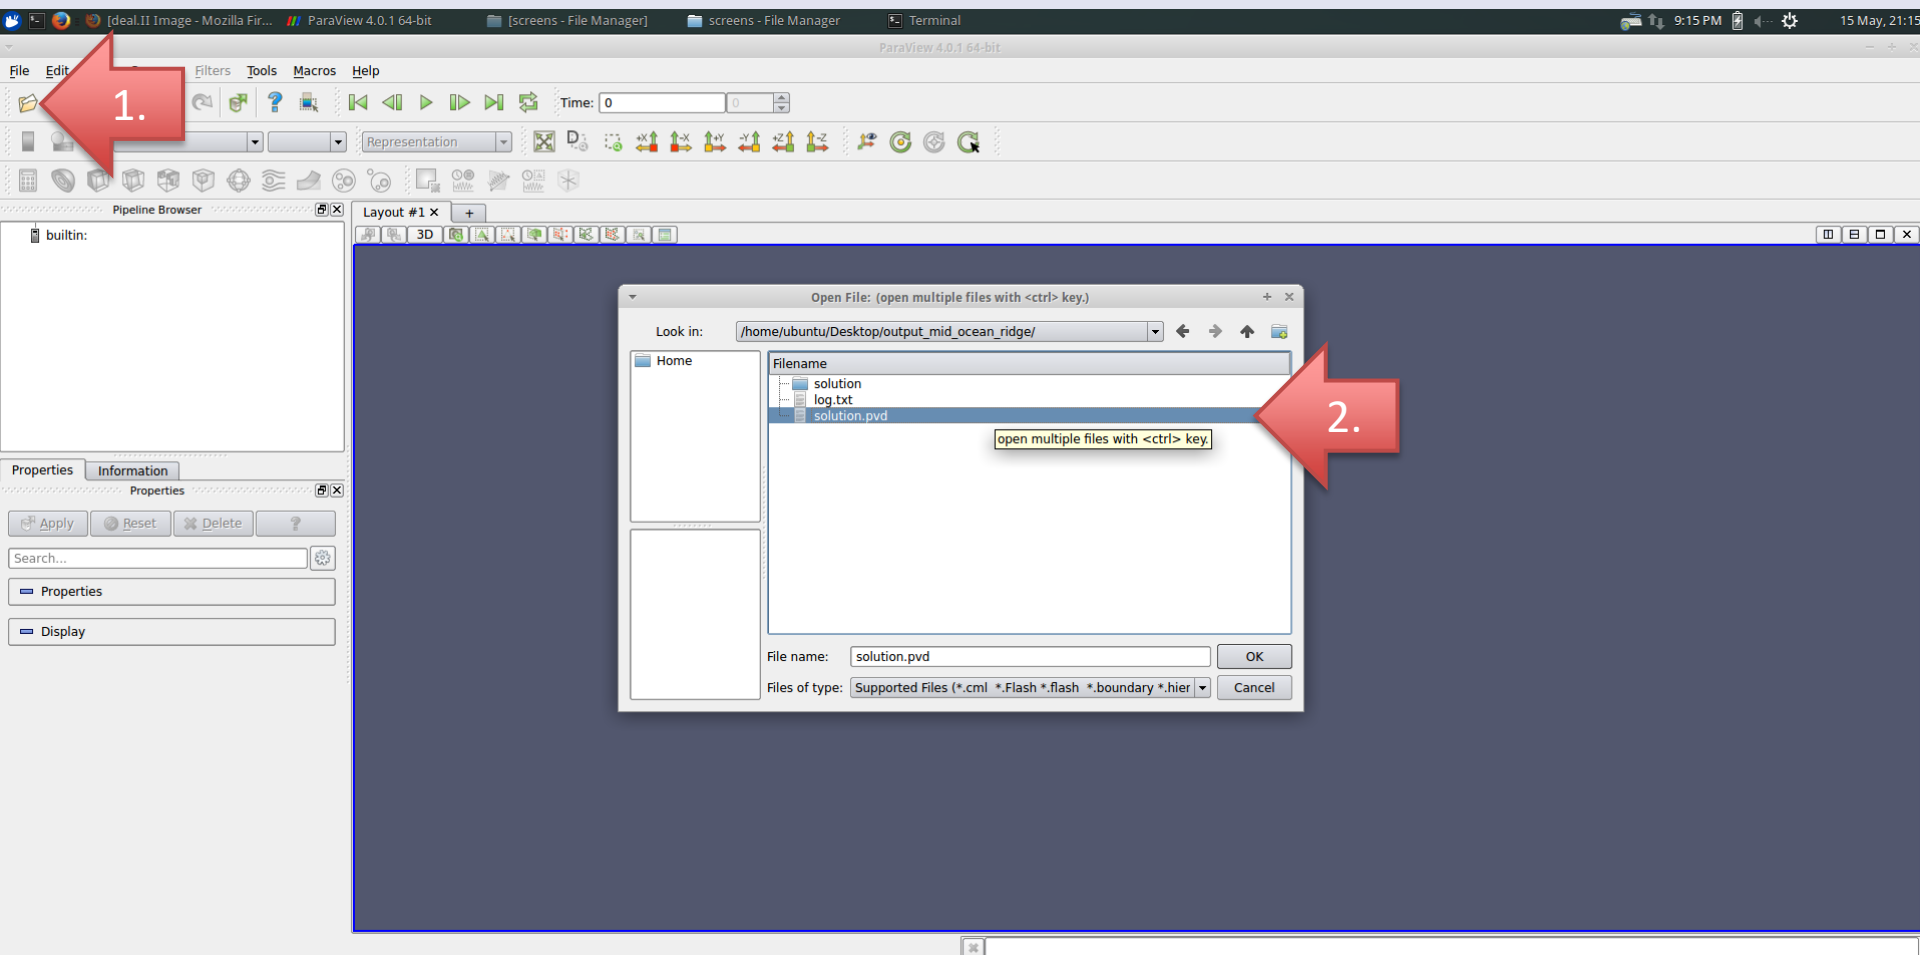 [deal.II Image - Mozilla Fir... ParaView 4.0.1 64-bit [screens - File Manager] screens - File Manager Terminal 9:15 PM 15 May, 21:15
ParaView 4.0.1 64-bit
File Edit Filters Tools Macros Help
1.
Time: 0 0
Representation
+X -X +Y -Y +Z -Z
Pipeline Browser
Layout #1 +
builtin:
3D
Open File: (open multiple files with <ctrl> key.)
Look in: /home/ubuntu/Desktop/output_mid_ocean_ridge/
Home
Filename
solution
log.txt
solution.pvd
2.
open multiple files with <ctrl> key.
Properties Information
Properties
Apply Reset Delete ?
Search...
Properties
Display
File name: solution.pvd OK
Files of type: Supported Files (*.cml *.Flash *.flash *.boundary *.hier Cancel